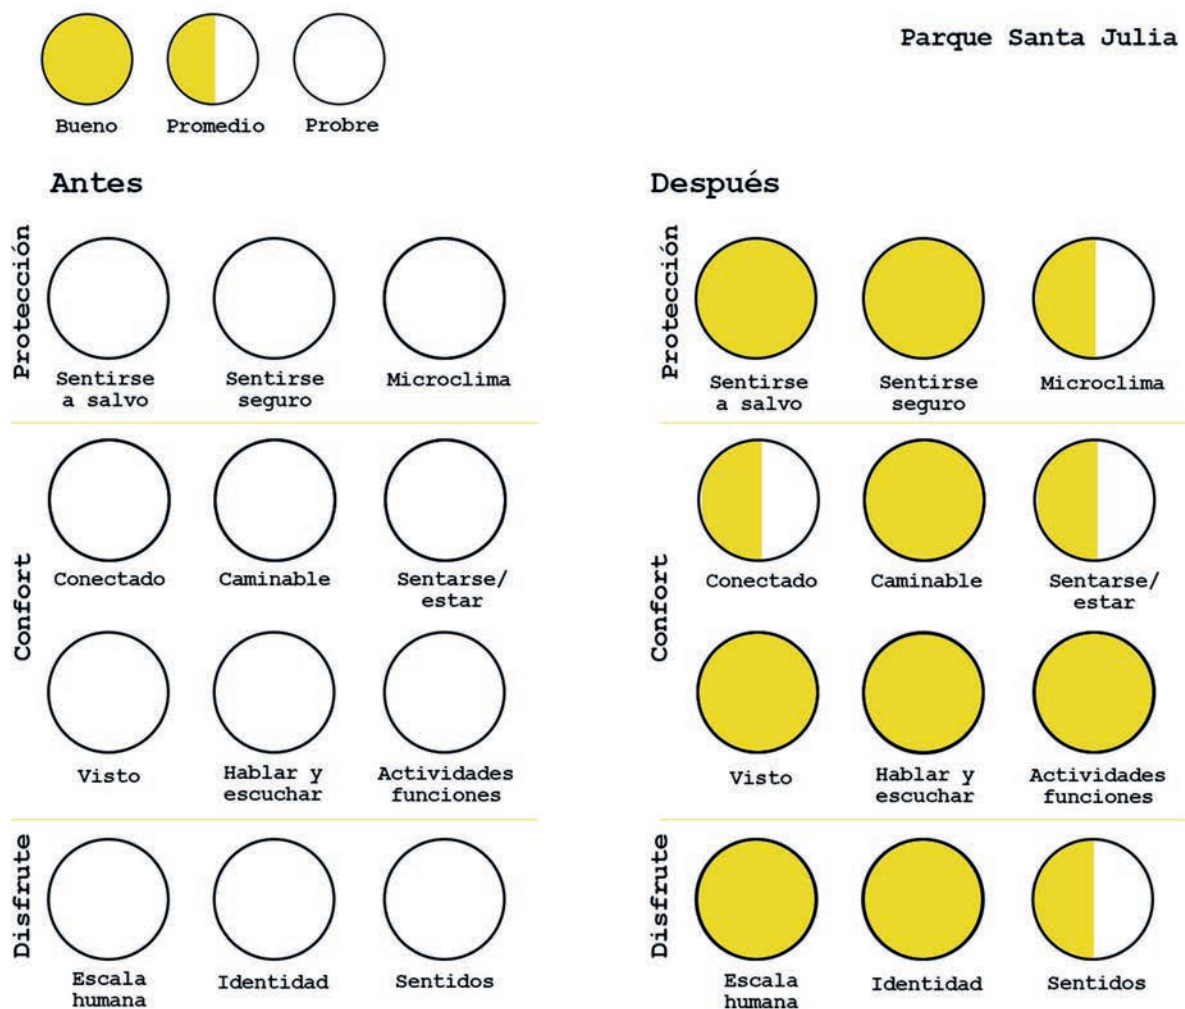 Parque Santa Julia
Bueno Promedio Probre
Antes
Protección
Sentirse a salvo
Sentirse seguro
Microclima
Confort
Conectado
Caminable
Sentarse/
estar
Visto
Hablar y
escuchar
Actividades
funciones
Disfrute
Escala
humana
Identidad
Sentidos
Después
Protección
Sentirse
a salvo
Sentirse
seguro
Microclima
Confort
Conectado
Caminable
Sentarse/
estar
Visto
Hablar y
escuchar
Actividades
funciones
Disfrute
Escala
humana
Identidad
Sentidos